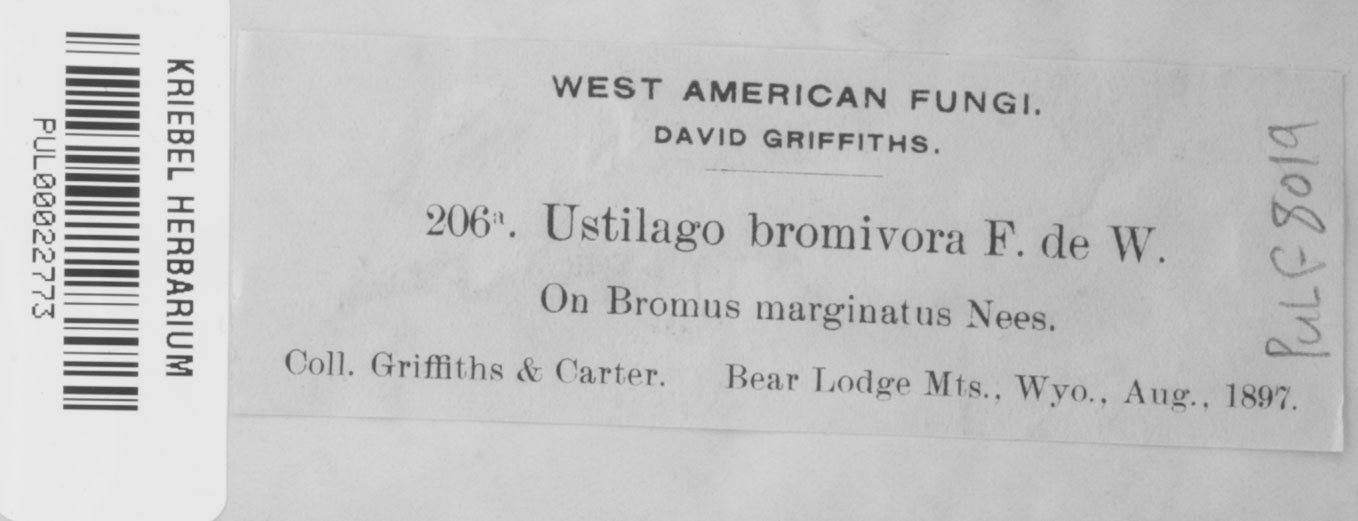 KRIEBEL HERBARIUM
PUL00022773
WEST AMERICAN FUNGI.
DAVID GRIFFITHS.
206a. Ustilago bromivora F. de W.
On Bromus marginatus Nees.
Coll. Griffiths & Carter. Bear Lodge Mts., Wyo., Aug., 1897.
PUL F 8019